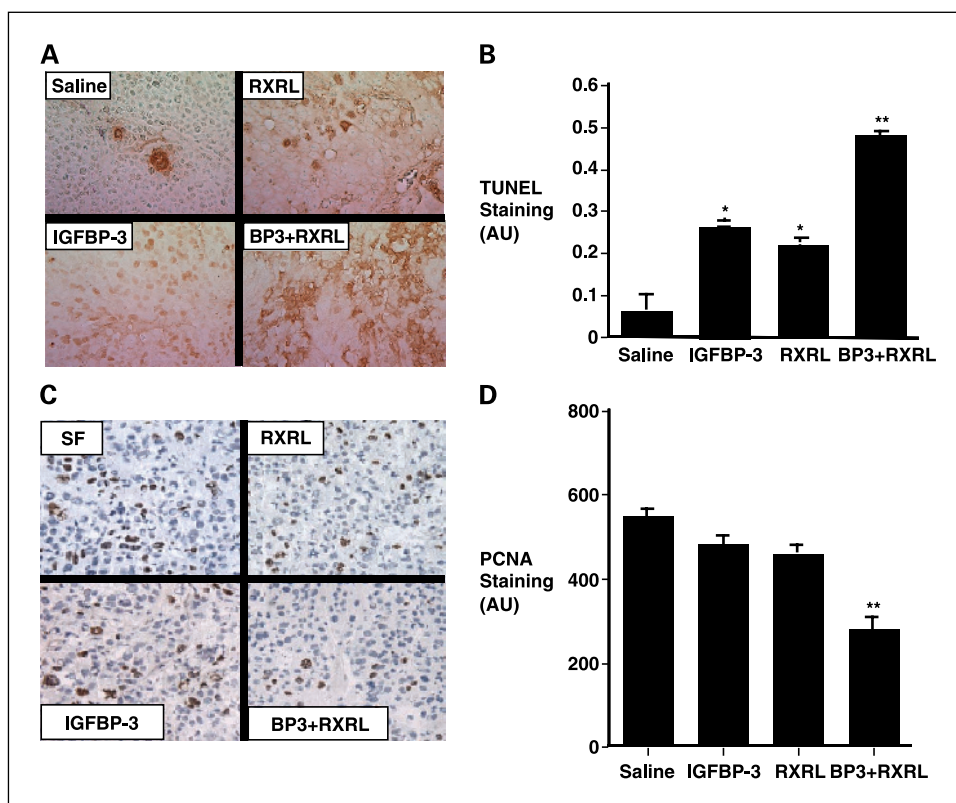 A
Saline
RXRL
IGFBP-3
BP3+RXRL
B
0.6
0.5
0.4
0.3
0.2
0.1
0
TUNEL
Staining
(AU)
*
*
**
Saline IGFBP-3 RXRL BP3+RXRL
C
SF
RXRL
IGFBP-3
BP3+RXRL
D
800
600
400
200
0
PCNA
Staining
(AU)
**
Saline IGFBP-3 RXRL BP3+RXRL